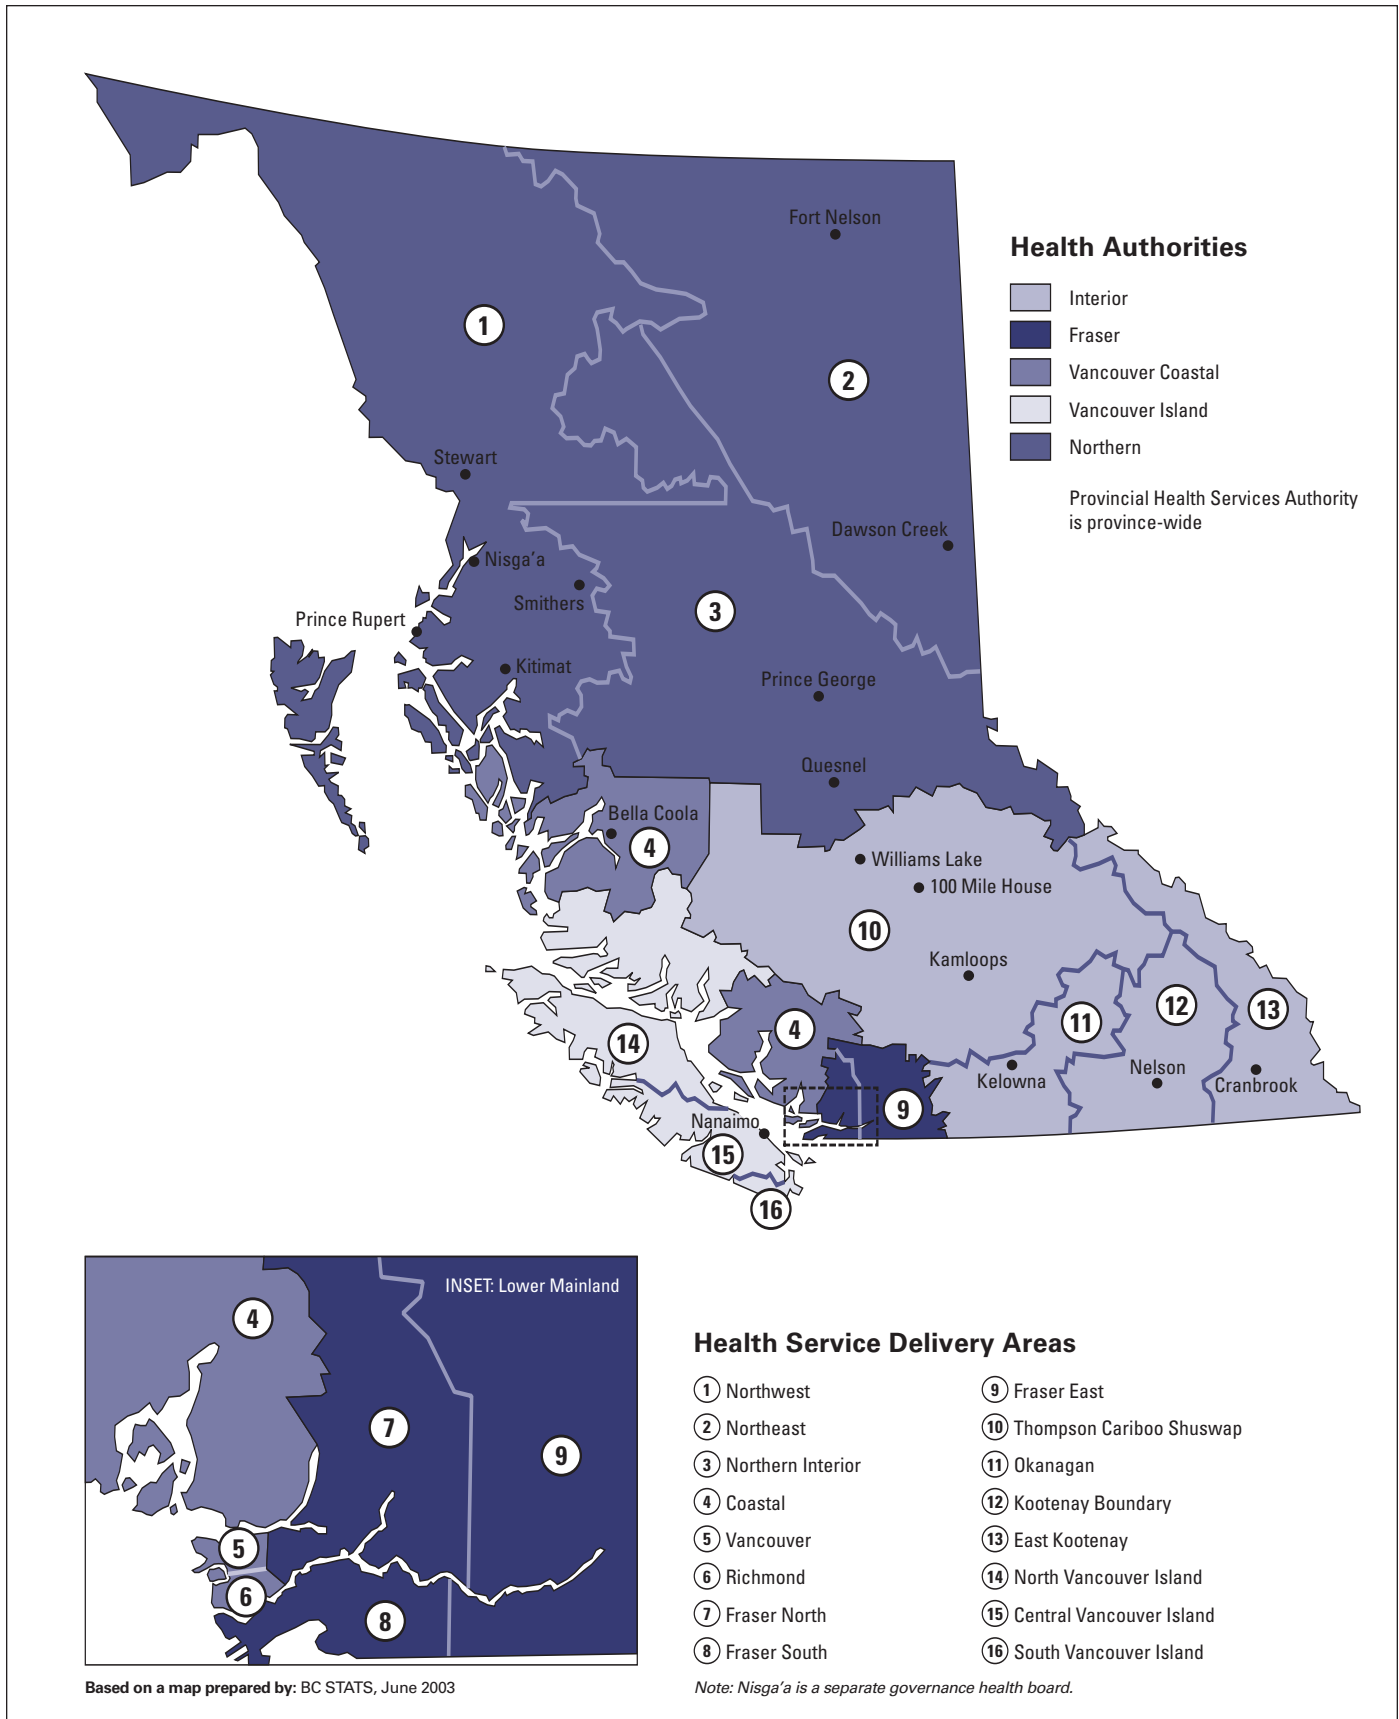 Fort Nelson
Health Authorities
Interior
1
Fraser
Vancouver Coastal
2
Vancouver Island
Northern
Stewart
Provincial Health Services Authority
is province-wide
Dawson Creek
Nisga’a
Smithers
3
Prince Rupert
Kitimat
Prince George
Quesnel
Bella Coola
4
Williams Lake
100 Mile House
10
Kamloops
12
13
11
4
14
Nelson
Kelowna
Cranbrook
9
Nanaimo
15
16
INSET: Lower Mainland
4
7
9
5
6
8
Based on a map prepared by: BC STATS, June 2003
Health Service Delivery Areas
1 Northwest
2 Northeast
3 Northern Interior
4 Coastal
5 Vancouver
6 Richmond
7 Fraser North
8 Fraser South
9 Fraser East
10 Thompson Cariboo Shuswap
11 Okanagan
12 Kootenay Boundary
13 East Kootenay
14 North Vancouver Island
15 Central Vancouver Island
16 South Vancouver Island
Note: Nisga’a is a separate governance health board.